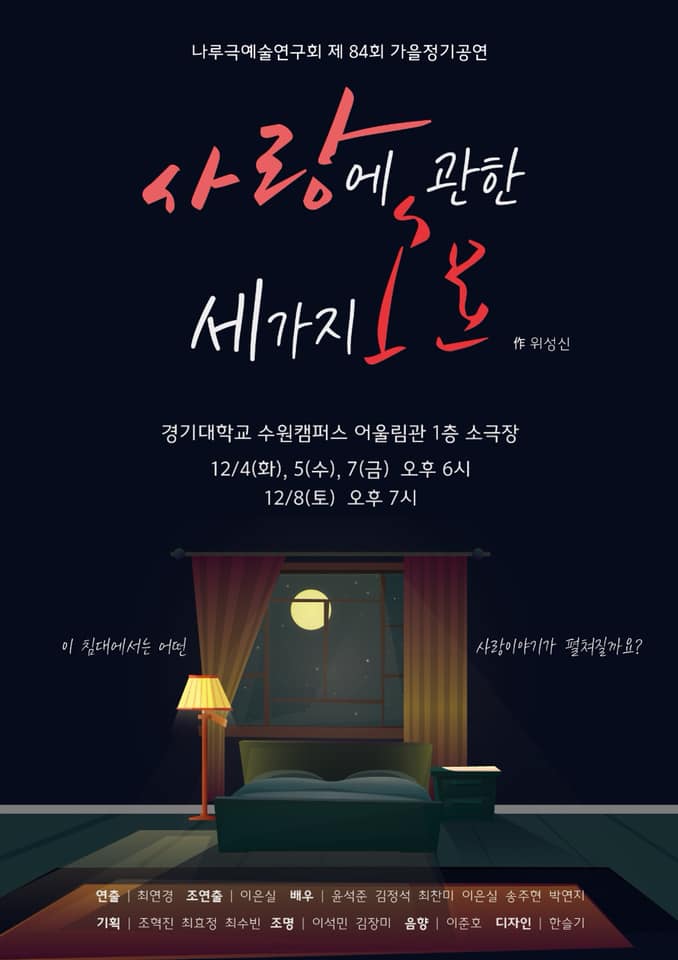 나루극예술연구회 제 84회 가을정기공연
사랑에 관한
세가지 소묘
作 위성신
경기대학교 수원캠퍼스 어울림관 1층 소극장
12/4(화), 5(수), 7(금) 오후 6시
12/8(토) 오후 7시
이 침대에서는 어떤 사랑이야기가 펼쳐질까요?
연출 | 최연경 조연출 | 이은실 배우 | 윤석준 김정석 최찬미 이은실 송주현 박연지
기획 | 조혁진 최효정 최수빈 조명 | 이석민 김장미 음향 | 이준호 디자인 | 한슬기